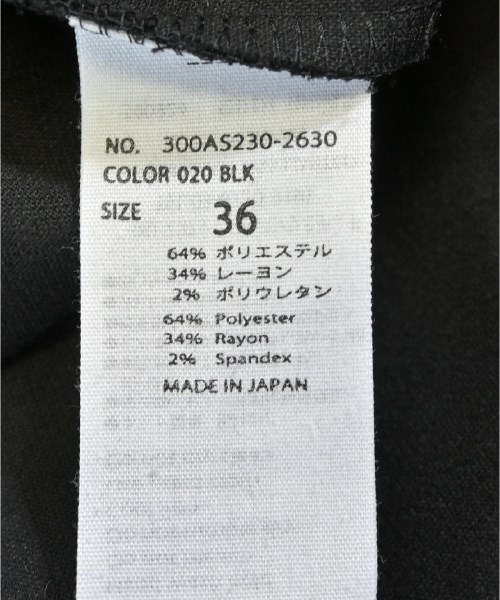 NO. 300AS230-2630
COLOR 020 BLK
SIZE 36
64% ポリエステル
34% レーヨン
2% ポリウレタン
64% Polyester
34% Rayon
2% Spandex
MADE IN JAPAN